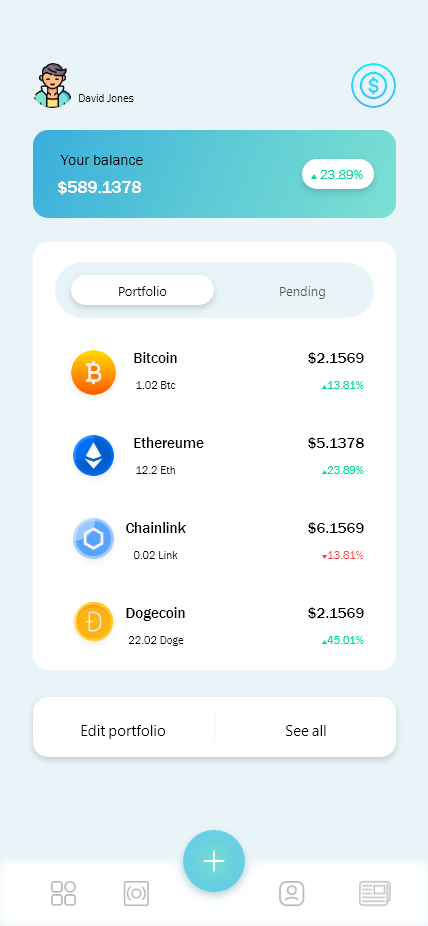 David Jones
Your balance
$589.1378
▲23.89%
Portfolio
Pending
Bitcoin
$2.1569
1.02 Btc
▲13.81%
Ethereume
$5.1378
12.2 Eth
▲23.89%
Chainlink
$6.1569
0.02 Link
▼13.81%
Dogecoin
$2.1569
22.02 Doge
▲45.01%
Edit portfolio
See all